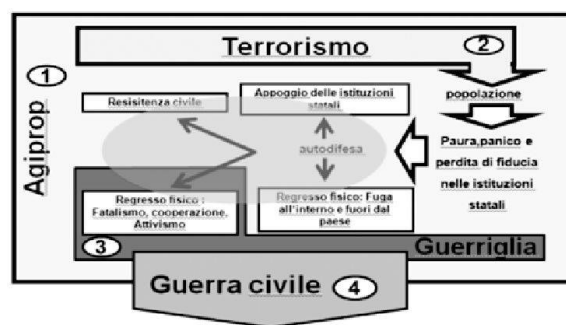 Terrorismo
2
1
Agiprop
popolazione
Resisitenza civile
Appoggio delle istituzioni
statali
autodifesa
Paura,panico e
perdita di fiducia
nelle istituzioni
statali
Regresso fisico :
Fatalismo, cooperazione,
Attivismo
Regresso fisico: Fuga
all'interno e fuori dal
paese
3
Guerriglia
Guerra civile
4